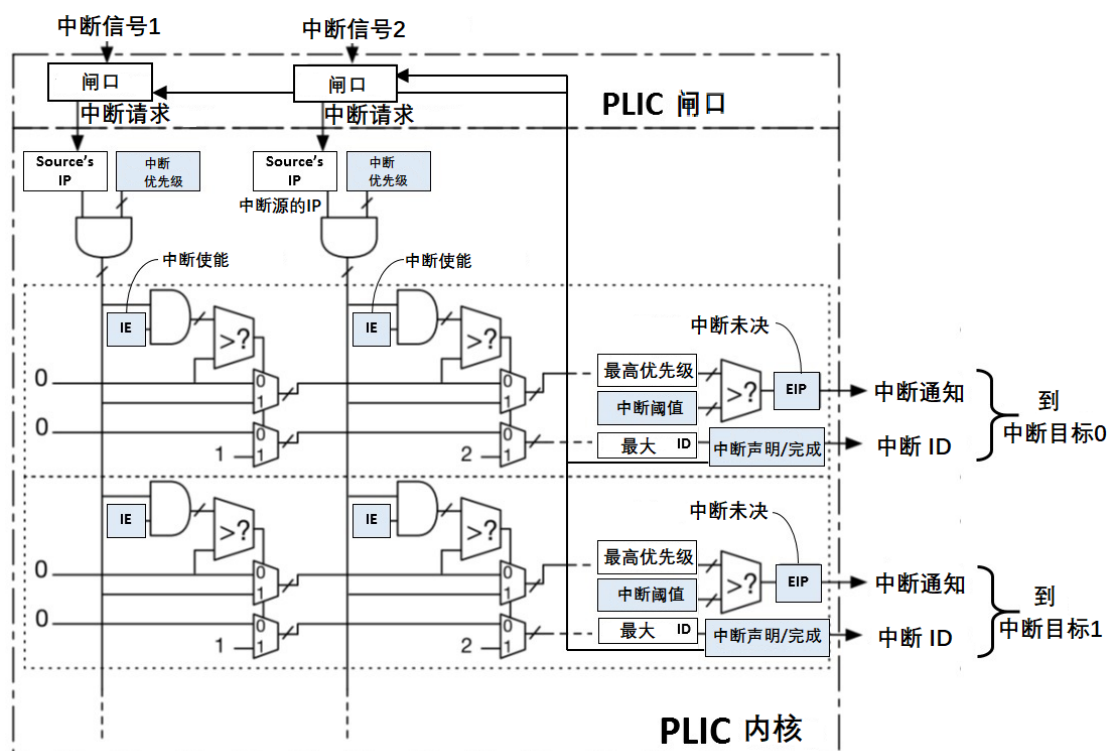 中断信号1
中断信号2
闸口
闸口
PLIC 闸口
中断请求
中断请求
Source's IP
中断优先级
Source's IP
中断优先级
中断源的IP
中断使能
中断使能
IE
>?
IE
>?
中断未决
0
0
1
0
1
最高优先级
中断阈值
>?
EIP
中断通知
到
中断目标0
0
0
1
1
2
0
1
最大 ID
中断声明/完成
中断 ID
IE
>?
IE
>?
中断未决
0
0
1
0
1
最高优先级
中断阈值
>?
EIP
中断通知
到
中断目标1
0
0
1
1
2
0
1
最大 ID
中断声明/完成
中断 ID
PLIC 内核